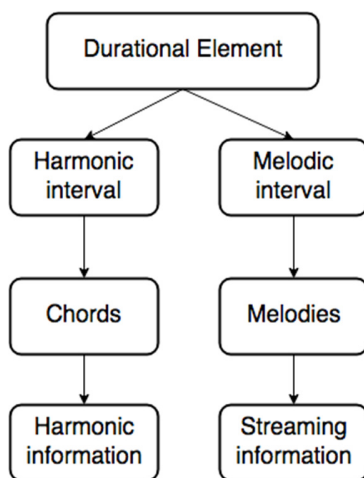 Durational Element
Harmonic
interval
Melodic
interval
Chords
Melodies
Harmonic
information
Streaming
information